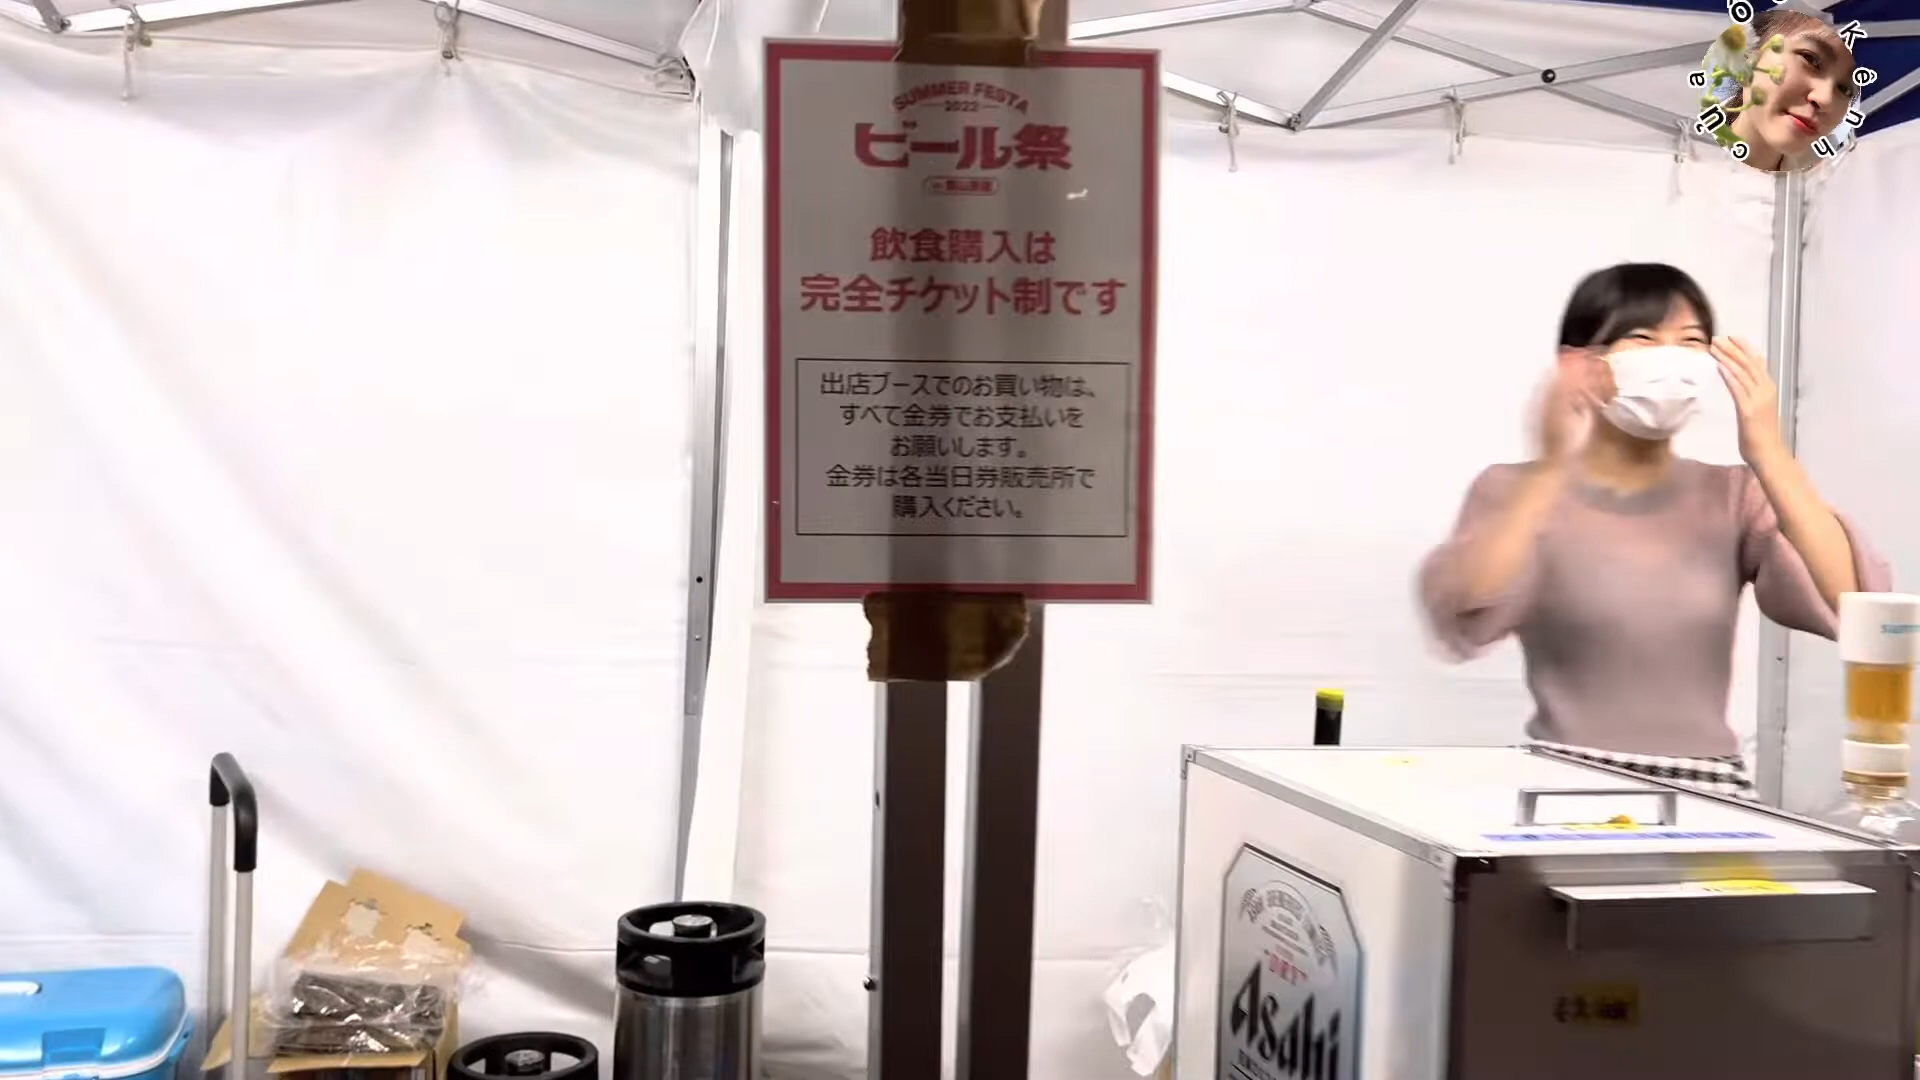 SUMMER FESTA
2022
ビール祭
飲食購入は
完全チケット制です
出店ブースでのお買い物は、
すべて金券でお支払いを
お願いします。
金券は各当日券販売所で
購入ください。
"DRY"
Asahi
của
Kênh